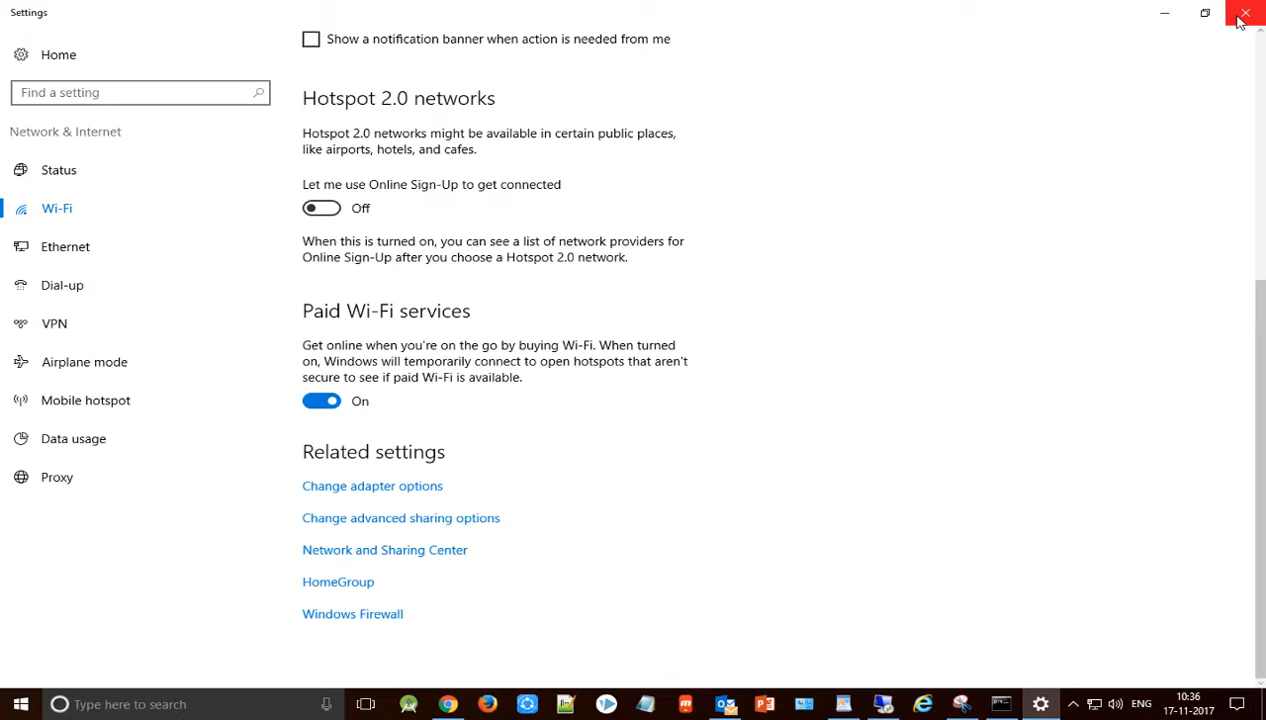 Settings
Home
Find a setting
Network & Internet
Status
Wi-Fi
Ethernet
Dial-up
VPN
Airplane mode
Mobile hotspot
Data usage
Proxy
Show a notification banner when action is needed from me
Hotspot 2.0 networks
Hotspot 2.0 networks might be available in certain public places,
like airports, hotels, and cafes.
Let me use Online Sign-Up to get connected
Off
When this is turned on, you can see a list of network providers for
Online Sign-Up after you choose a Hotspot 2.0 network.
Paid Wi-Fi services
Get online when you're on the go by buying Wi-Fi. When turned
on, Windows will temporarily connect to open hotspots that aren't
secure to see if paid Wi-Fi is available.
On
Related settings
Change adapter options
Change advanced sharing options
Network and Sharing Center
HomeGroup
Windows Firewall
Type here to search
ENG
10:36
17-11-2017